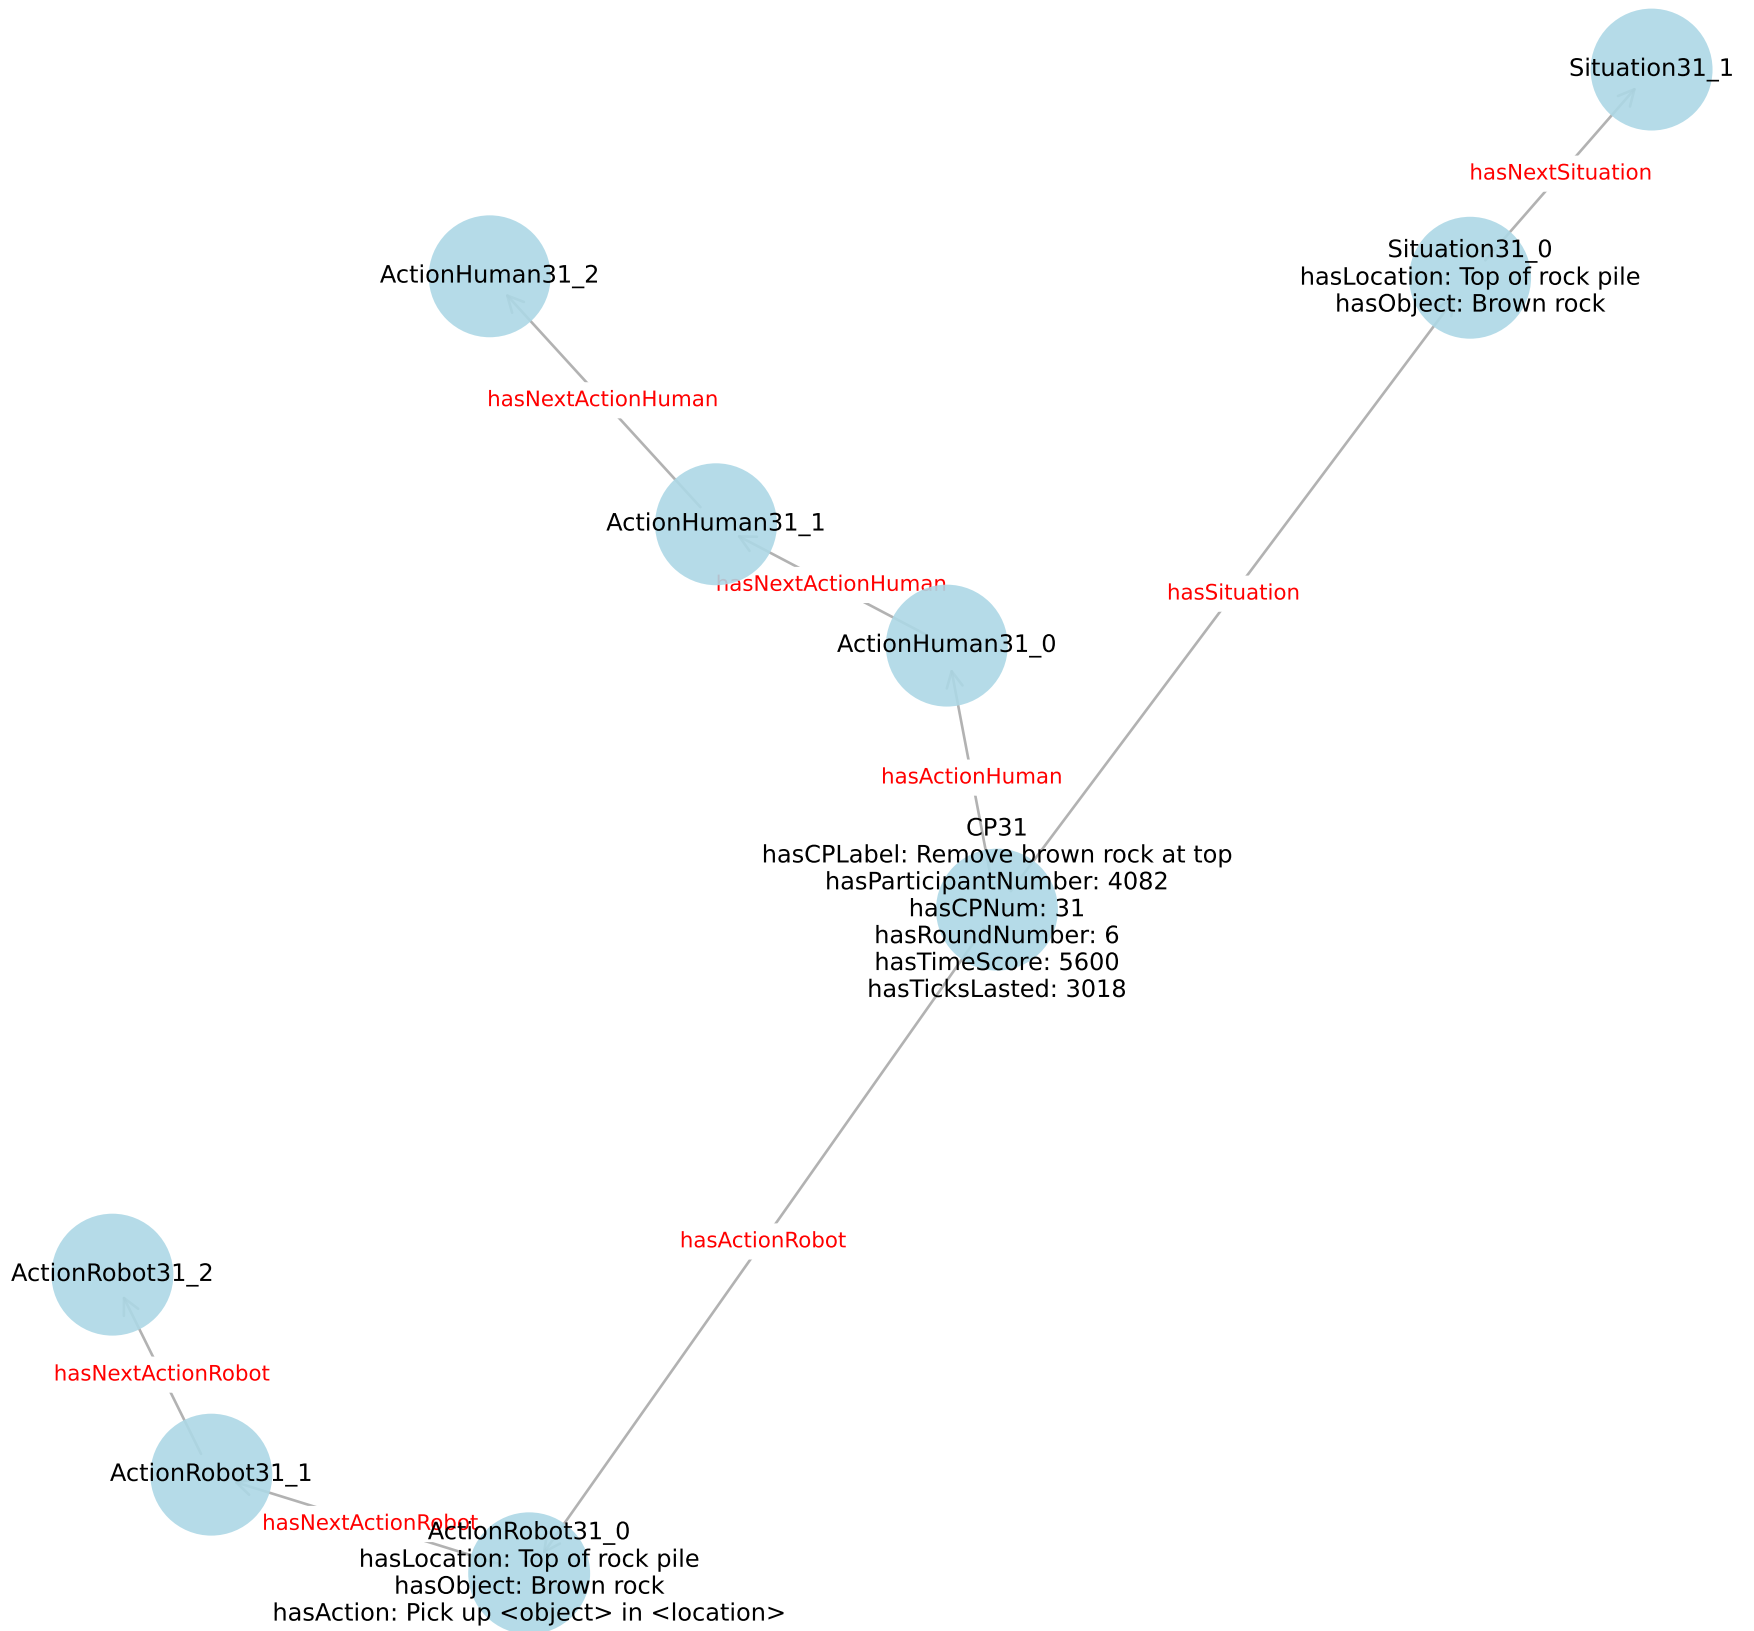 Situation31_1
hasNextSituation
Situation31_0
hasLocation: Top of rock pile
hasObject: Brown rock
ActionHuman31_2
hasNextActionHuman
ActionHuman31_1
hasNextActionHuman
hasSituation
ActionHuman31_0
hasActionHuman
CP31
hasCPLabel: Remove brown rock at top
hasParticipantNumber: 4082
hasCPNum: 31
hasRoundNumber: 6
hasTimeScore: 5600
hasTicksLasted: 3018
hasActionRobot
ActionRobot31_2
hasNextActionRobot
ActionRobot31_1
hasNextActionRobot
ActionRobot31_0
hasLocation: Top of rock pile
hasObject: Brown rock
hasAction: Pick up <object> in <location>